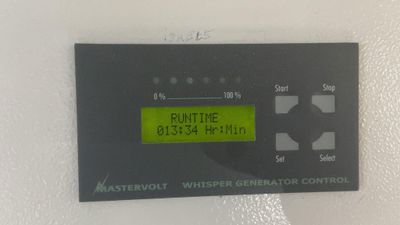 0% 100%
Start Stop
RUNTIME
013:34 Hr:Min
Set Select
MASTERVOLT WHISPER GENERATOR CONTROL